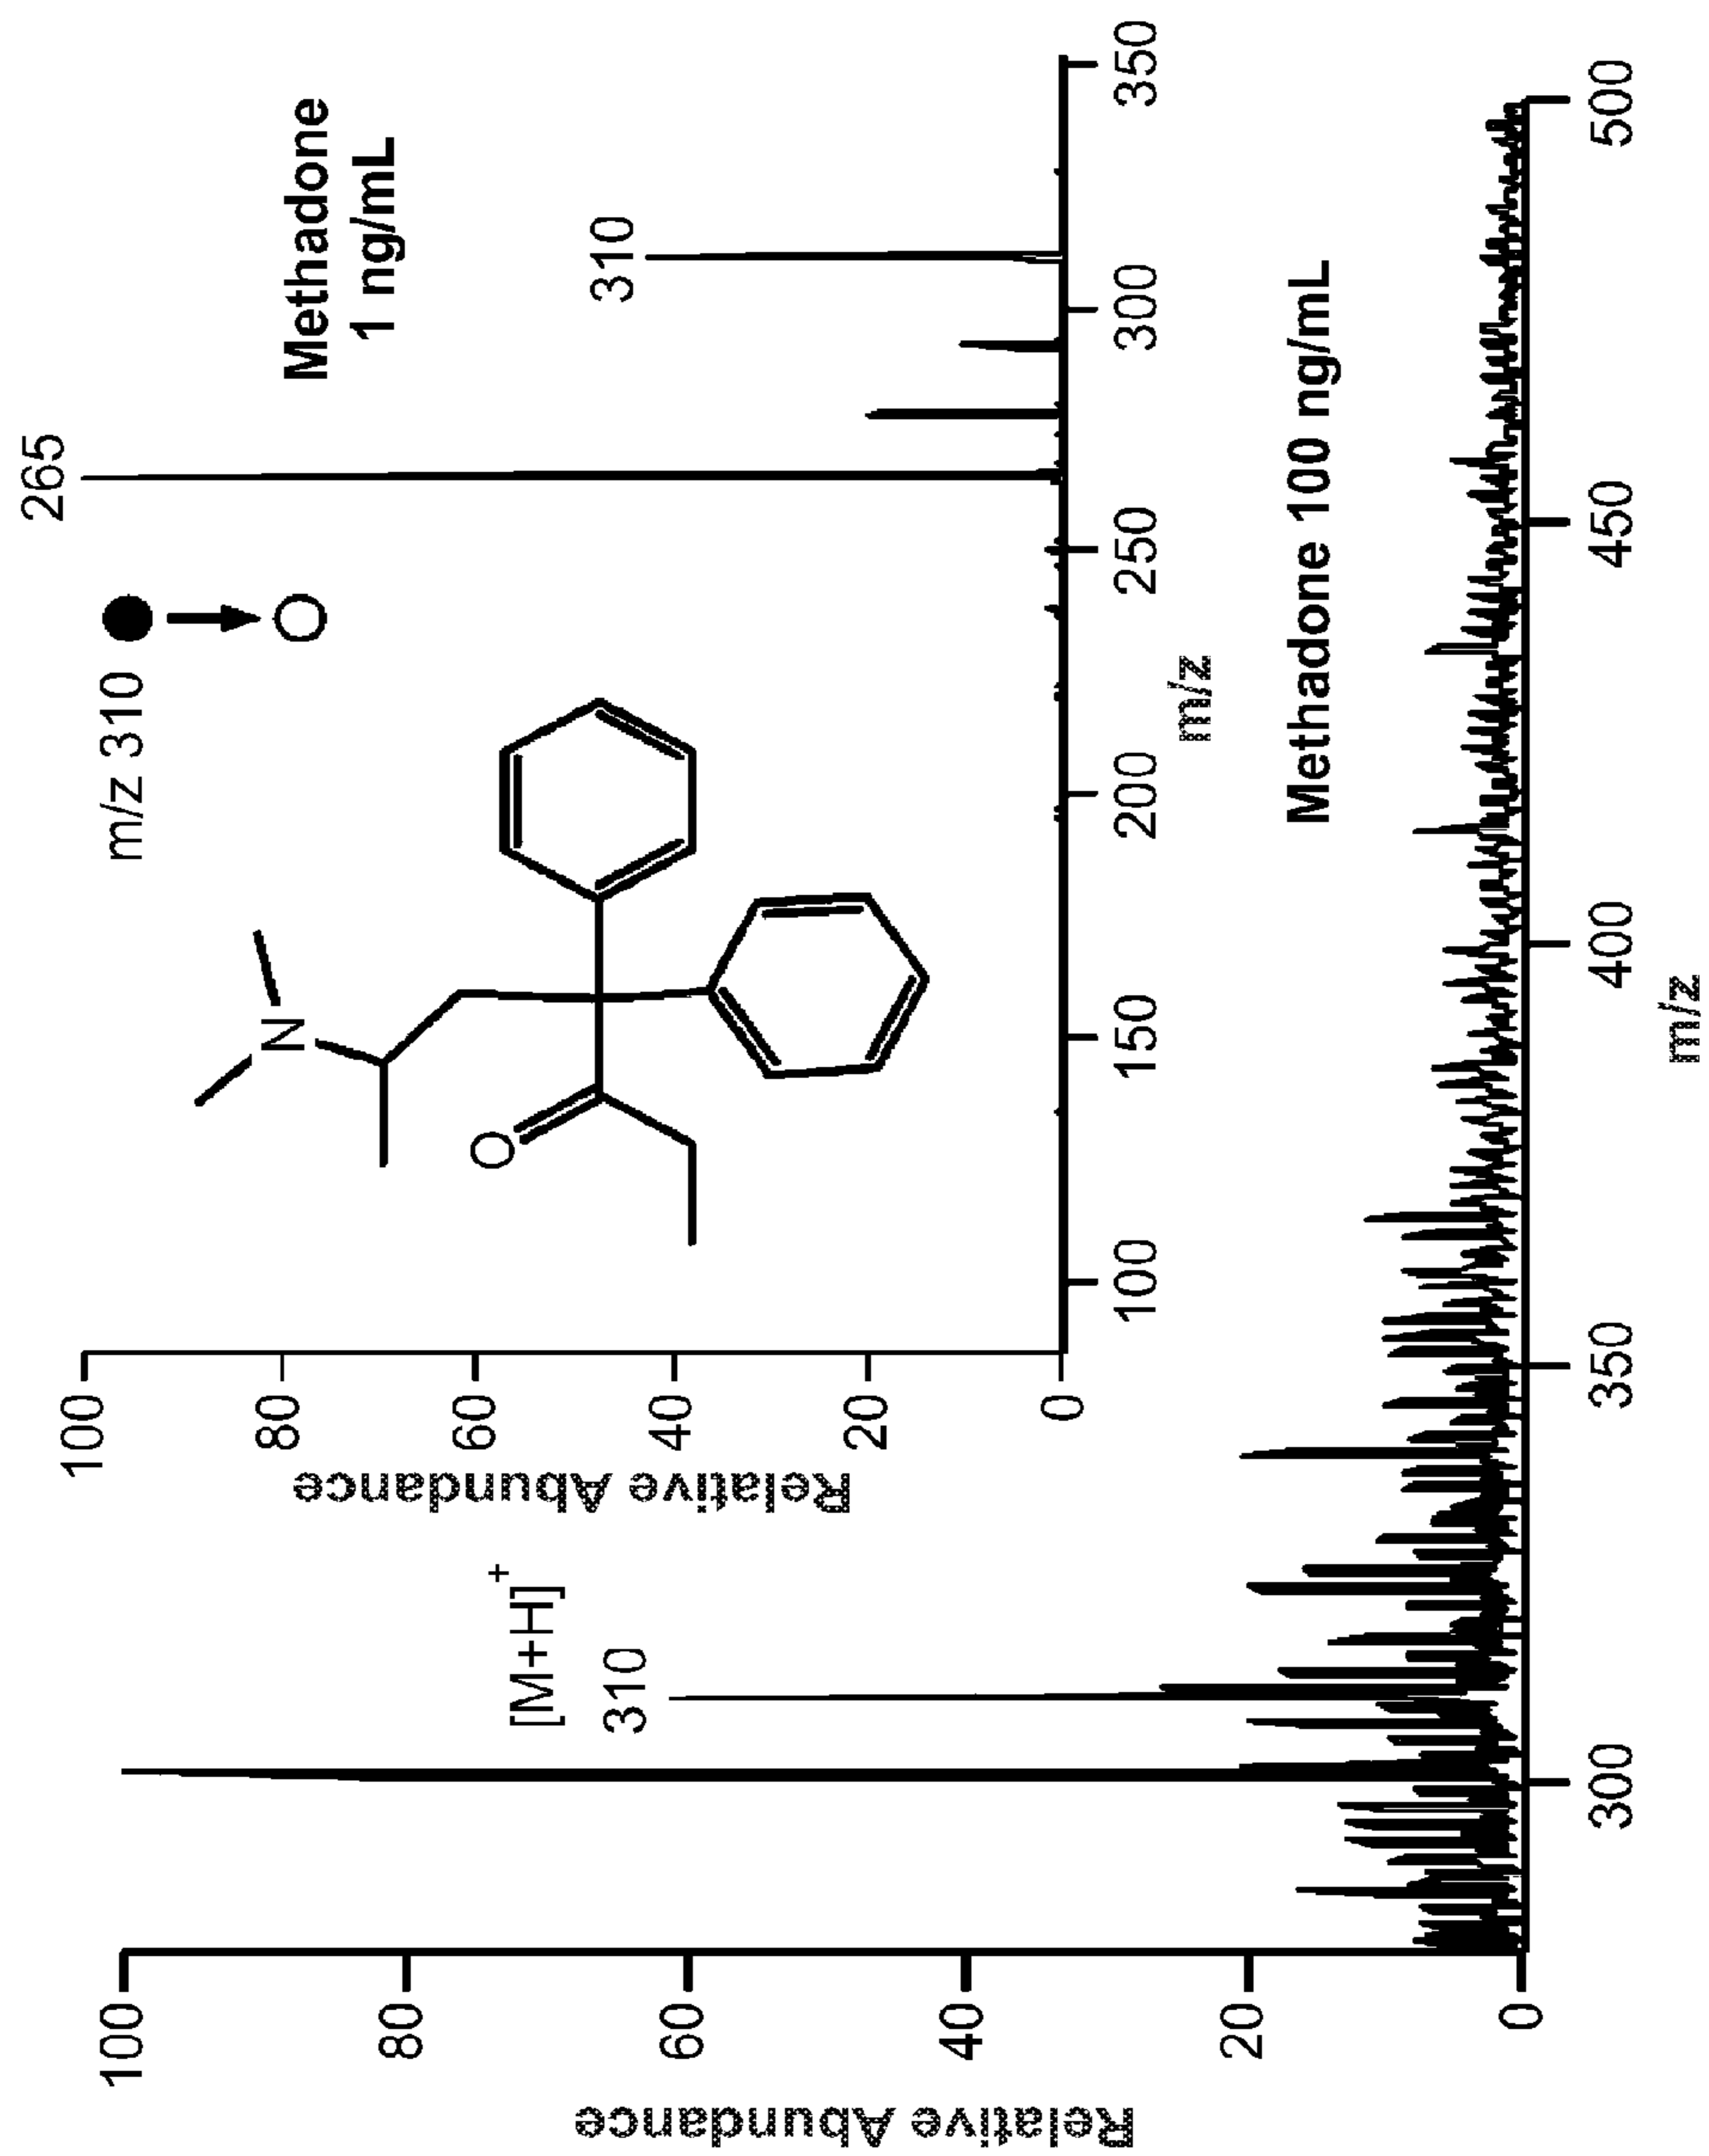 265
m/z 310
Methadone
1 ng/mL
310
N
O
100
80
60
40
20
0
Relative Abundance
100
150
200
250
300
350
m/z
[M+H]+
310
Methadone 100 ng/mL
100
80
60
40
20
0
Relative Abundance
300
350
400
450
500
m/z